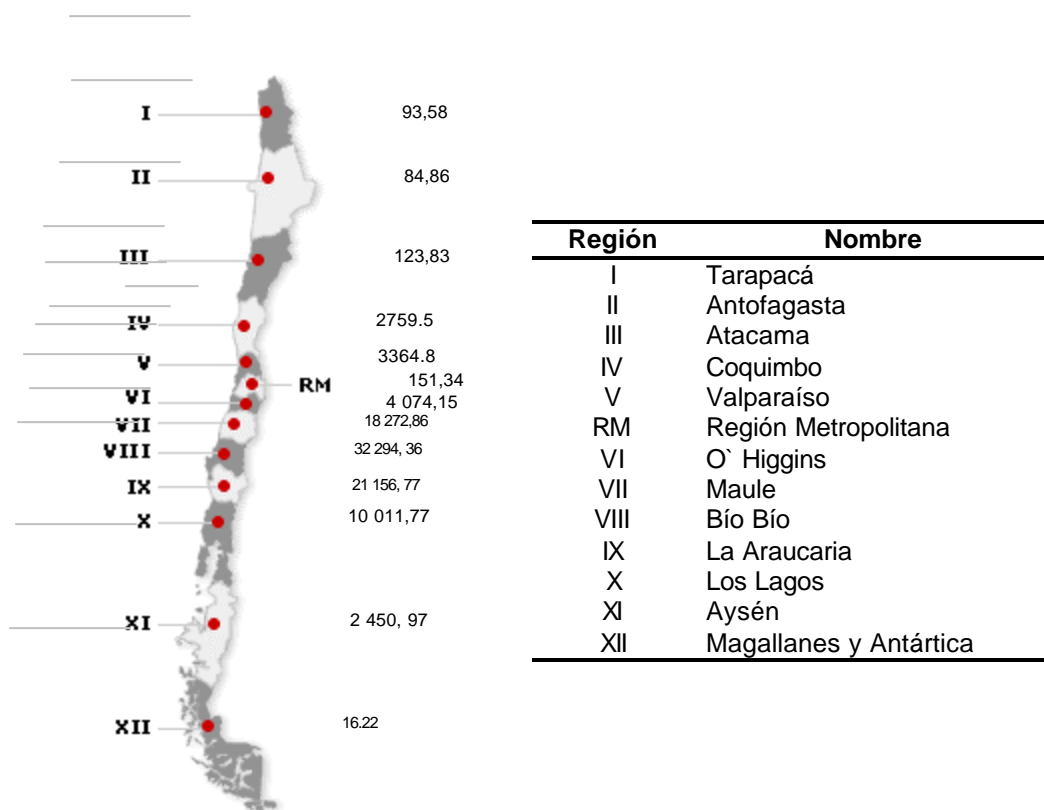 I 93,58
II 84,86
III 123,83
IV 2759.5
V 3364.8
RM 151,34
VI 4 074,15
VII 18 272,86
VIII 32 294, 36
IX 21 156, 77
X 10 011,77
XI 2 450, 97
XII 16.22
Región Nombre
I Tarapacá
II Antofagasta
III Atacama
IV Coquimbo
V Valparaíso
RM Región Metropolitana
VI O` Higgins
VII Maule
VIII Bío Bío
IX La Araucaria
X Los Lagos
XI Aysén
XII Magallanes y Antártica